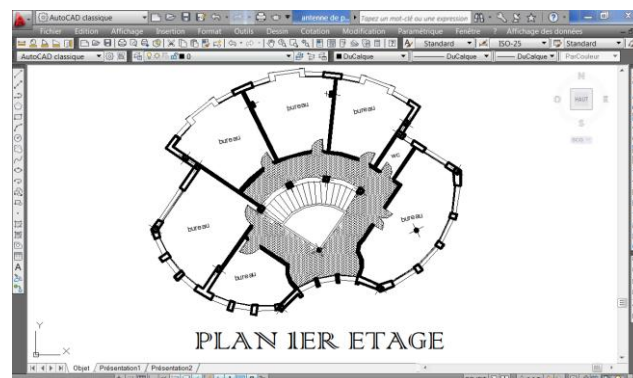 AutoCAD classique antenne de p... Tapez un mot-clé ou une expression
Fichier Edition Affichage Insertion Format Outils Dessin Cotation Modification Paramétrique Fenêtre ? Affichage des données
Standard ISO-25 Standard
AutoCAD classique 0 DuCalque DuCalque DuCalque ParCouleur
N
O HAUT E
S
bureau
bureau
bureau
bureau
wc
bureau
bureau
bureau
PLAN 1ER ETAGE
Y
X
Objet Présentation1 Présentation2